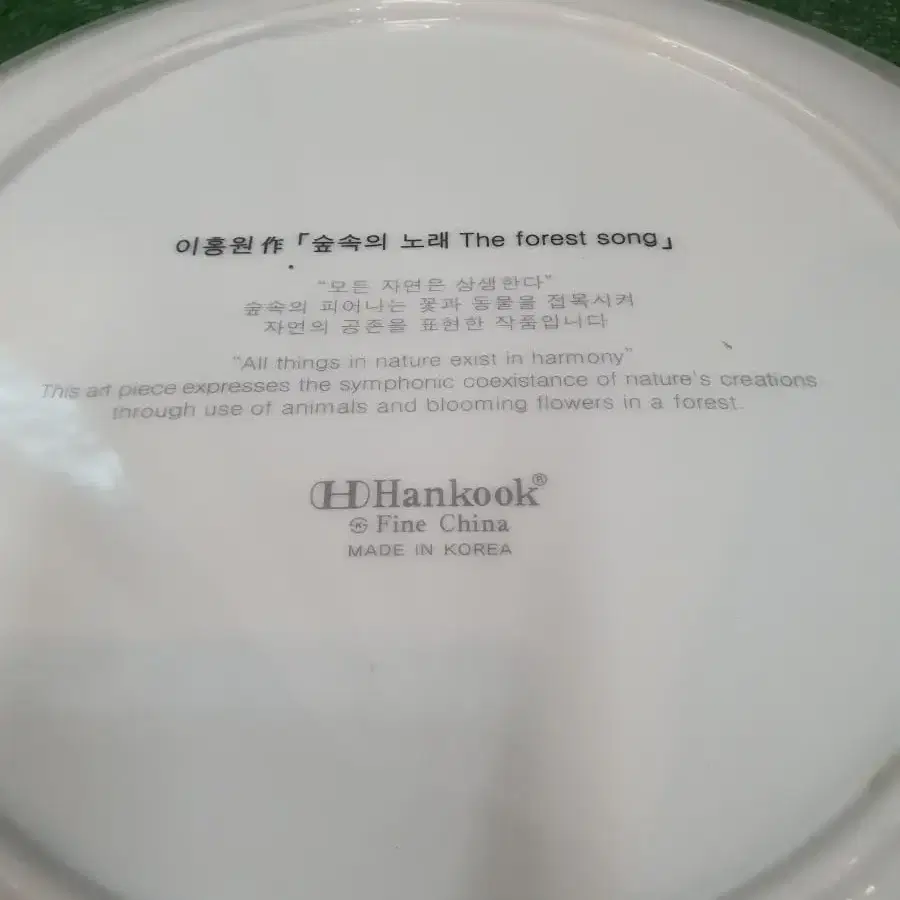 이홍원 作 「숲속의 노래 The forest song」
"모든 자연은 상생한다"
숲속의 피어나는 꽃과 동물을 접목시켜
자연의 공존을 표현한 작품입니다
"All things in nature exist in harmony"
This art piece expresses the symphonic coexistance of nature's creations
through use of animals and blooming flowers in a forest.
Hankook®
Fine China
MADE IN KOREA